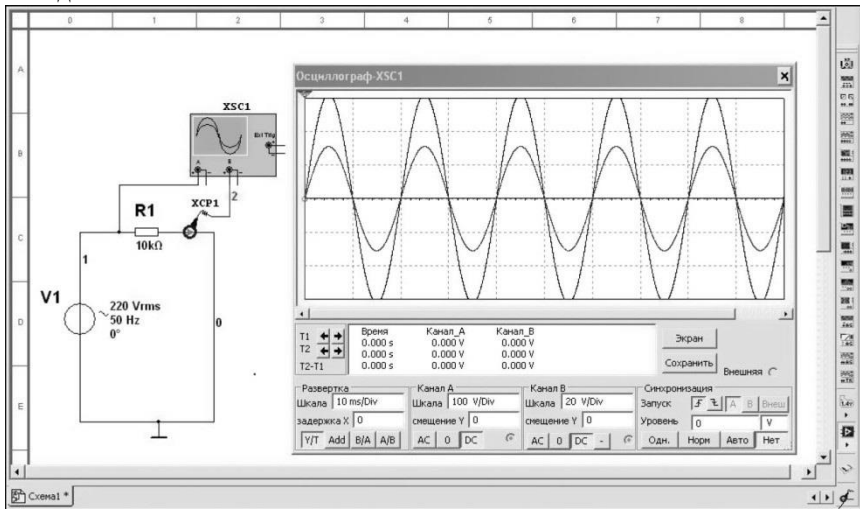 0 1 2 3 4 5 6 7 8
A
B
C
D
E
XSC1
Ext Trig
A B
R1
10kΩ
XCP1
2
1
V1
220 Vrms
50 Hz
0°
0
Осциллограф-XSC1
T1
T2
T2-T1
Время Канал_A Канал_B
0.000 s 0.000 V 0.000 V
0.000 s 0.000 V 0.000 V
0.000 s 0.000 V 0.000 V
Экран
Сохранить
Внешняя
Развертка
Шкала 10 ms/Div
задержка X 0
Y/T Add B/A A/B
Канал A
Шкала 100 V/Div
смещение Y 0
AC 0 DC
Канал B
Шкала 20 V/Div
смещение Y 0
AC 0 DC -
Синхронизация
Запуск A B Внеш
Уровень 0 V
Одн. Норм Авто Нет
Схема1 *